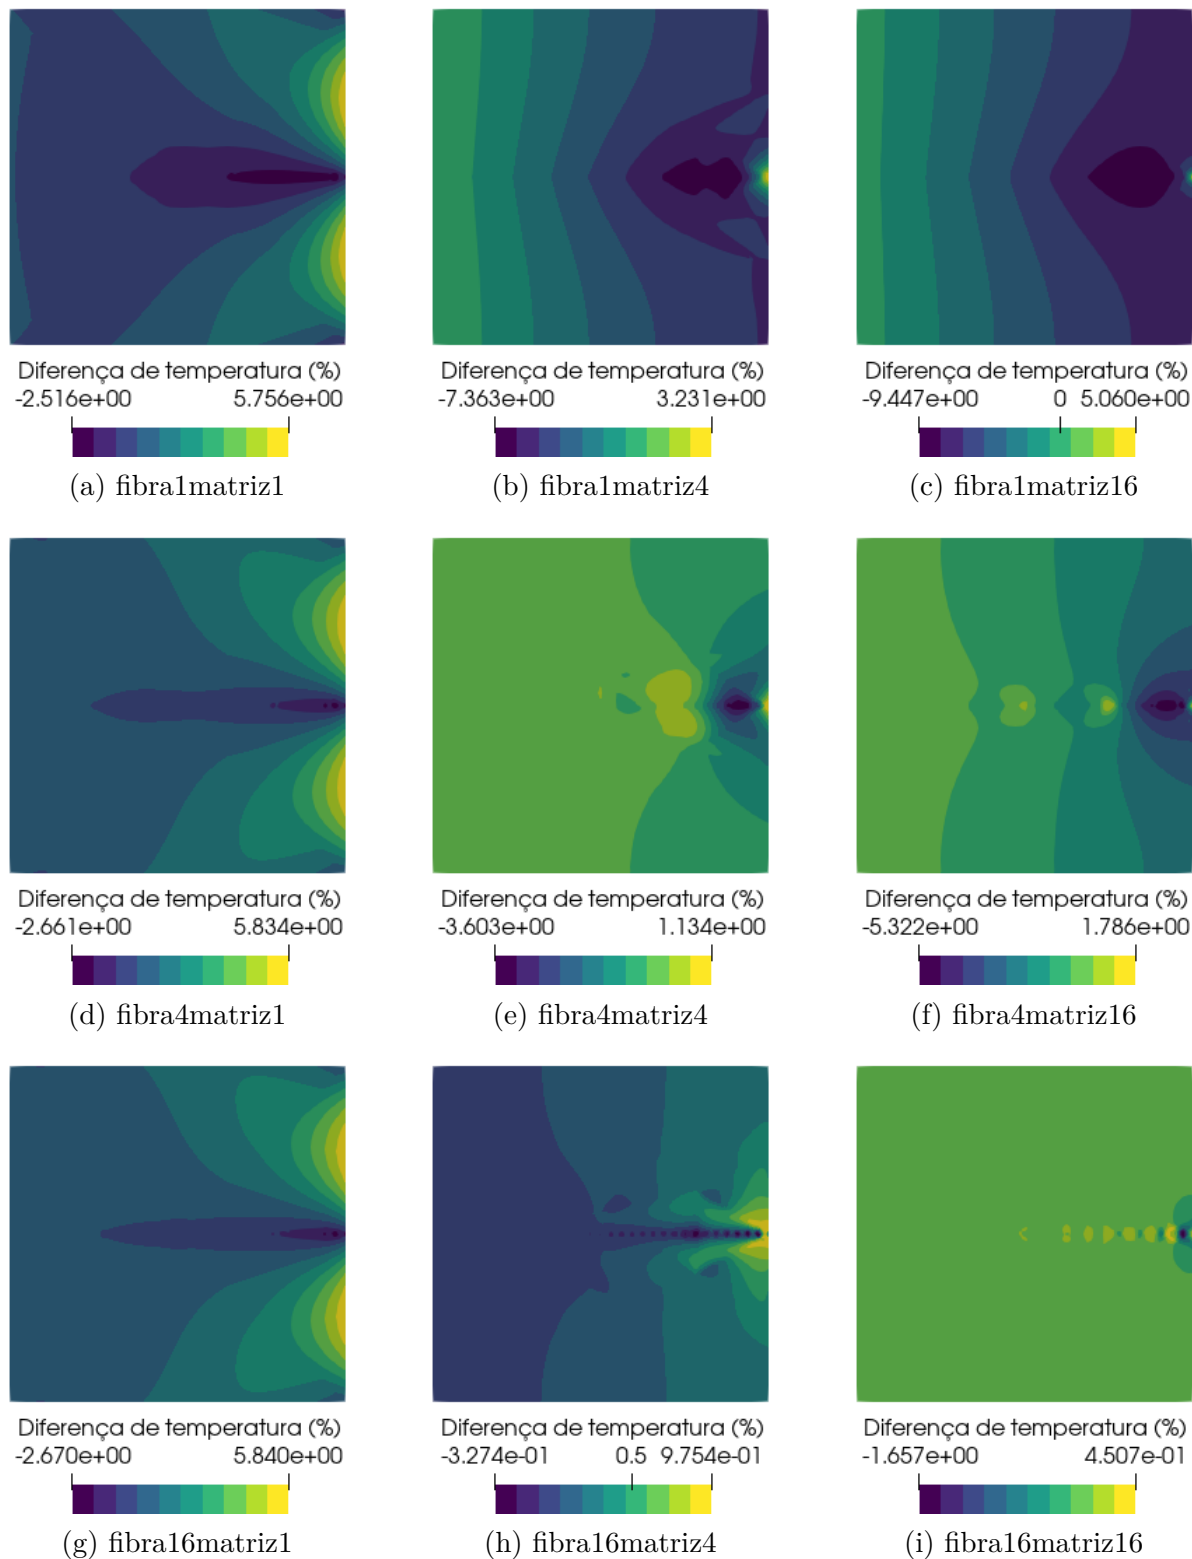 Diferença de temperatura (%) Diferença de temperatura (%) Diferença de temperatura (%)
-2.516e+00 5.756e+00 -7.363e+00 3.231e+00 -9.447e+00 0 5.060e+00
(a) fibra1matriz1 (b) fibra1matriz4 (c) fibra1matriz16
Diferença de temperatura (%) Diferença de temperatura (%) Diferença de temperatura (%)
-2.661e+00 5.834e+00 -3.603e+00 1.134e+00 -5.322e+00 1.786e+00
(d) fibra4matriz1 (e) fibra4matriz4 (f) fibra4matriz16
Diferença de temperatura (%) Diferença de temperatura (%) Diferença de temperatura (%)
-2.670e+00 5.840e+00 -3.274e-01 0.5 9.754e-01 -1.657e+00 4.507e-01
(g) fibra16matriz1 (h) fibra16matriz4 (i) fibra16matriz16